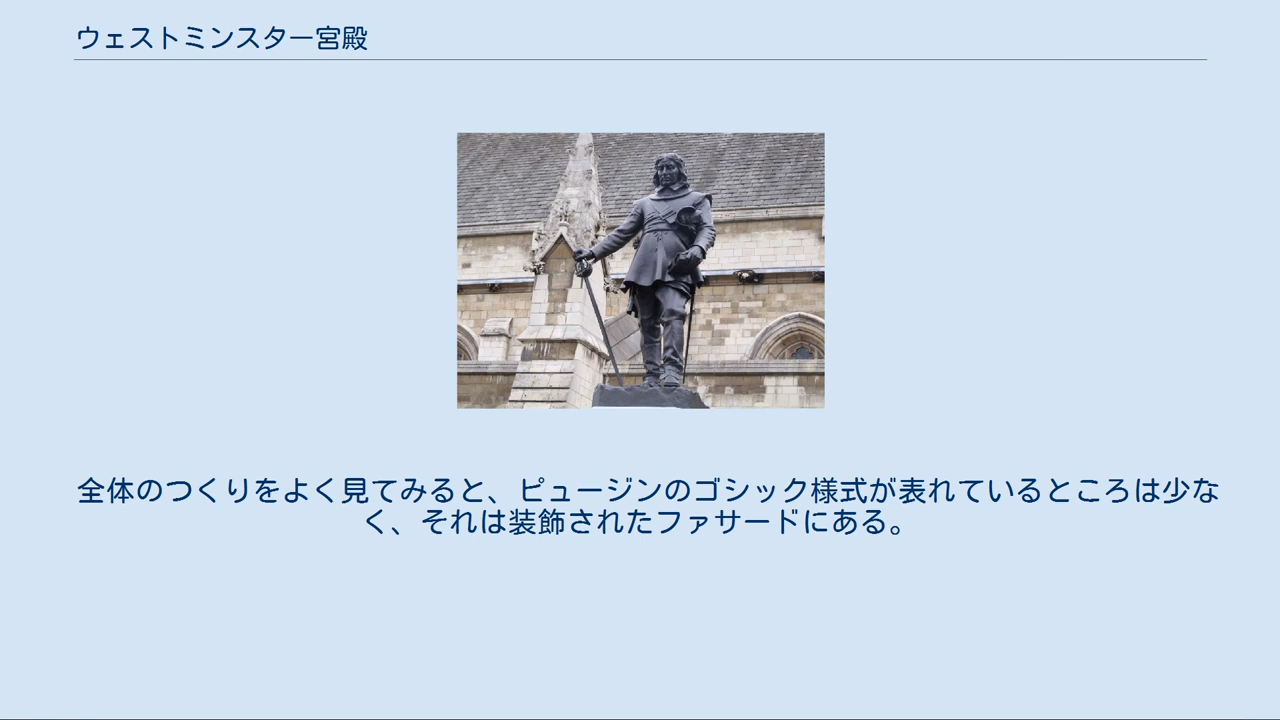 ウェストミンスター宮殿
全体のつくりをよく見てみると、ピュージンのゴシック様式が表れているところは少な
く、それは装飾されたファサードにある。